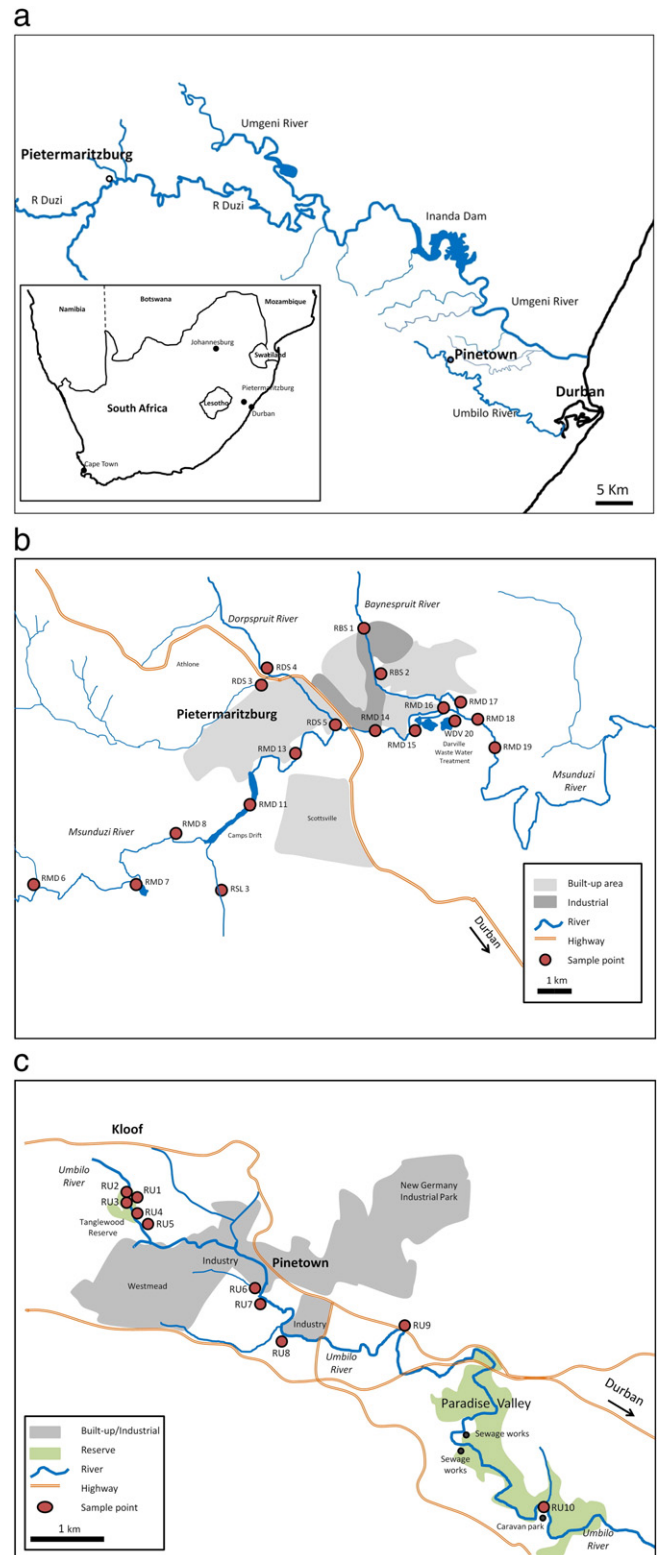 a
Umgeni River
Pietermaritzburg
R Duzi
R Duzi
Inanda Dam
Umgeni River
Pinetown
Durban
Umbilo River
5 Km
Namibia
Botswana
Mozambique
Johannesburg
Swaziland
Pietermaritzburg
South Africa
Lesotho
Durban
Cape Town
b
Dorpspruit River
Baynespruit River
RBS 1
Athlone
RDS 4
RBS 2
RDS 3
Pietermaritzburg
RMD 16
RMD 17
RDS 5
RMD 14
RMD 18
RMD 15
WDV 20
Darville
Waste Water
Treatment
RMD 13
RMD 19
Msunduzi
River
RMD 11
Scottsville
Msunduzi River
RMD 8
Camps Drift
RMD 6
RMD 7
RSL 3
Durban
Built-up area
Industrial
River
Highway
Sample point
1 km
c
Kloof
Umbilo
River
RU2
RU1
RU3
RU4
Tanglewood
Reserve
RU5
New Germany
Industrial Park
Industry
Pinetown
Westmead
RU6
RU7
Industry
RU9
RU8
Umbilo
River
Durban
Paradise Valley
Sewage works
Sewage
works
RU10
Caravan park
Umbilo
River
Built-up/Industrial
Reserve
River
Highway
Sample point
1 km